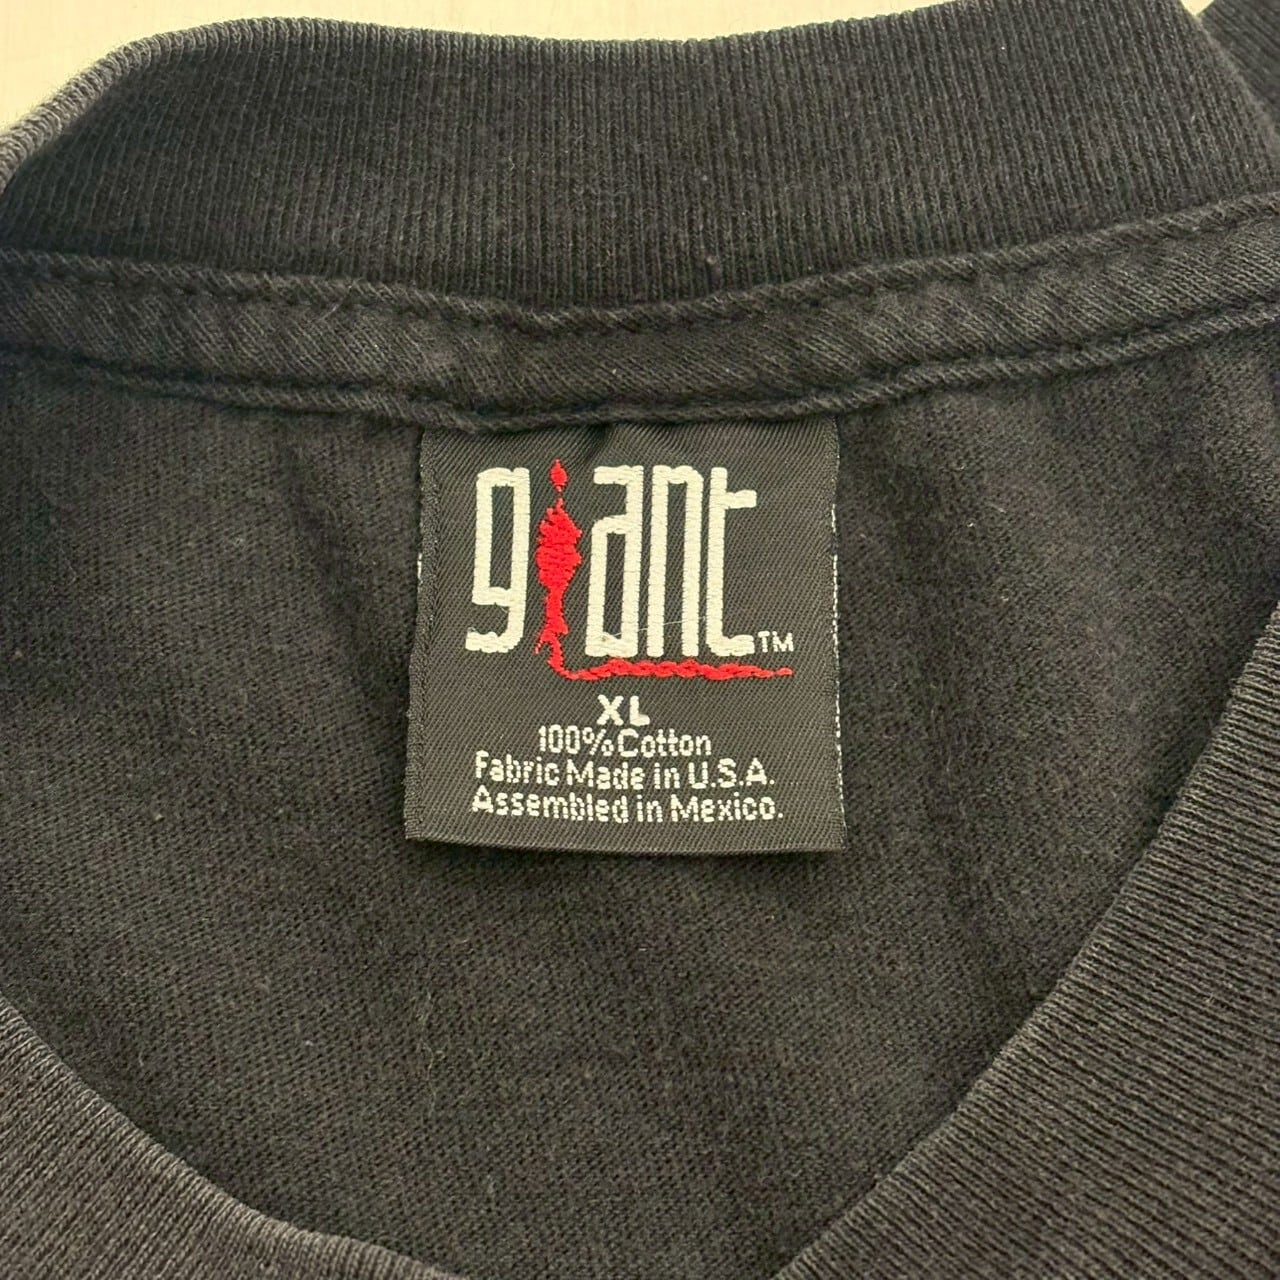 giant™
XL
100% Cotton
Fabric Made in U.S.A.
Assembled in Mexico.